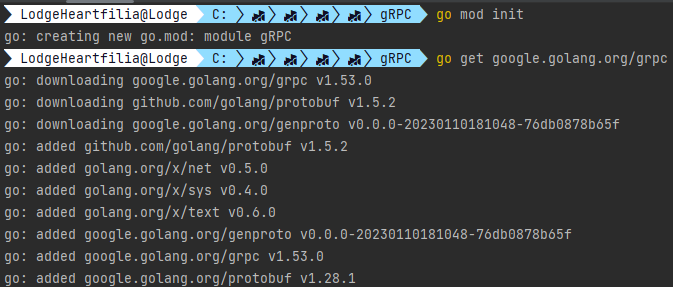 LodgeHeartfilia@Lodge C: gRPC go mod init
go: creating new go.mod: module gRPC
LodgeHeartfilia@Lodge C: gRPC go get google.golang.org/grpc
go: downloading google.golang.org/grpc v1.53.0
go: downloading github.com/golang/protobuf v1.5.2
go: downloading google.golang.org/genproto v0.0.0-20230110181048-76db0878b65f
go: added github.com/golang/protobuf v1.5.2
go: added golang.org/x/net v0.5.0
go: added golang.org/x/sys v0.4.0
go: added golang.org/x/text v0.6.0
go: added google.golang.org/genproto v0.0.0-20230110181048-76db0878b65f
go: added google.golang.org/grpc v1.53.0
go: added google.golang.org/protobuf v1.28.1